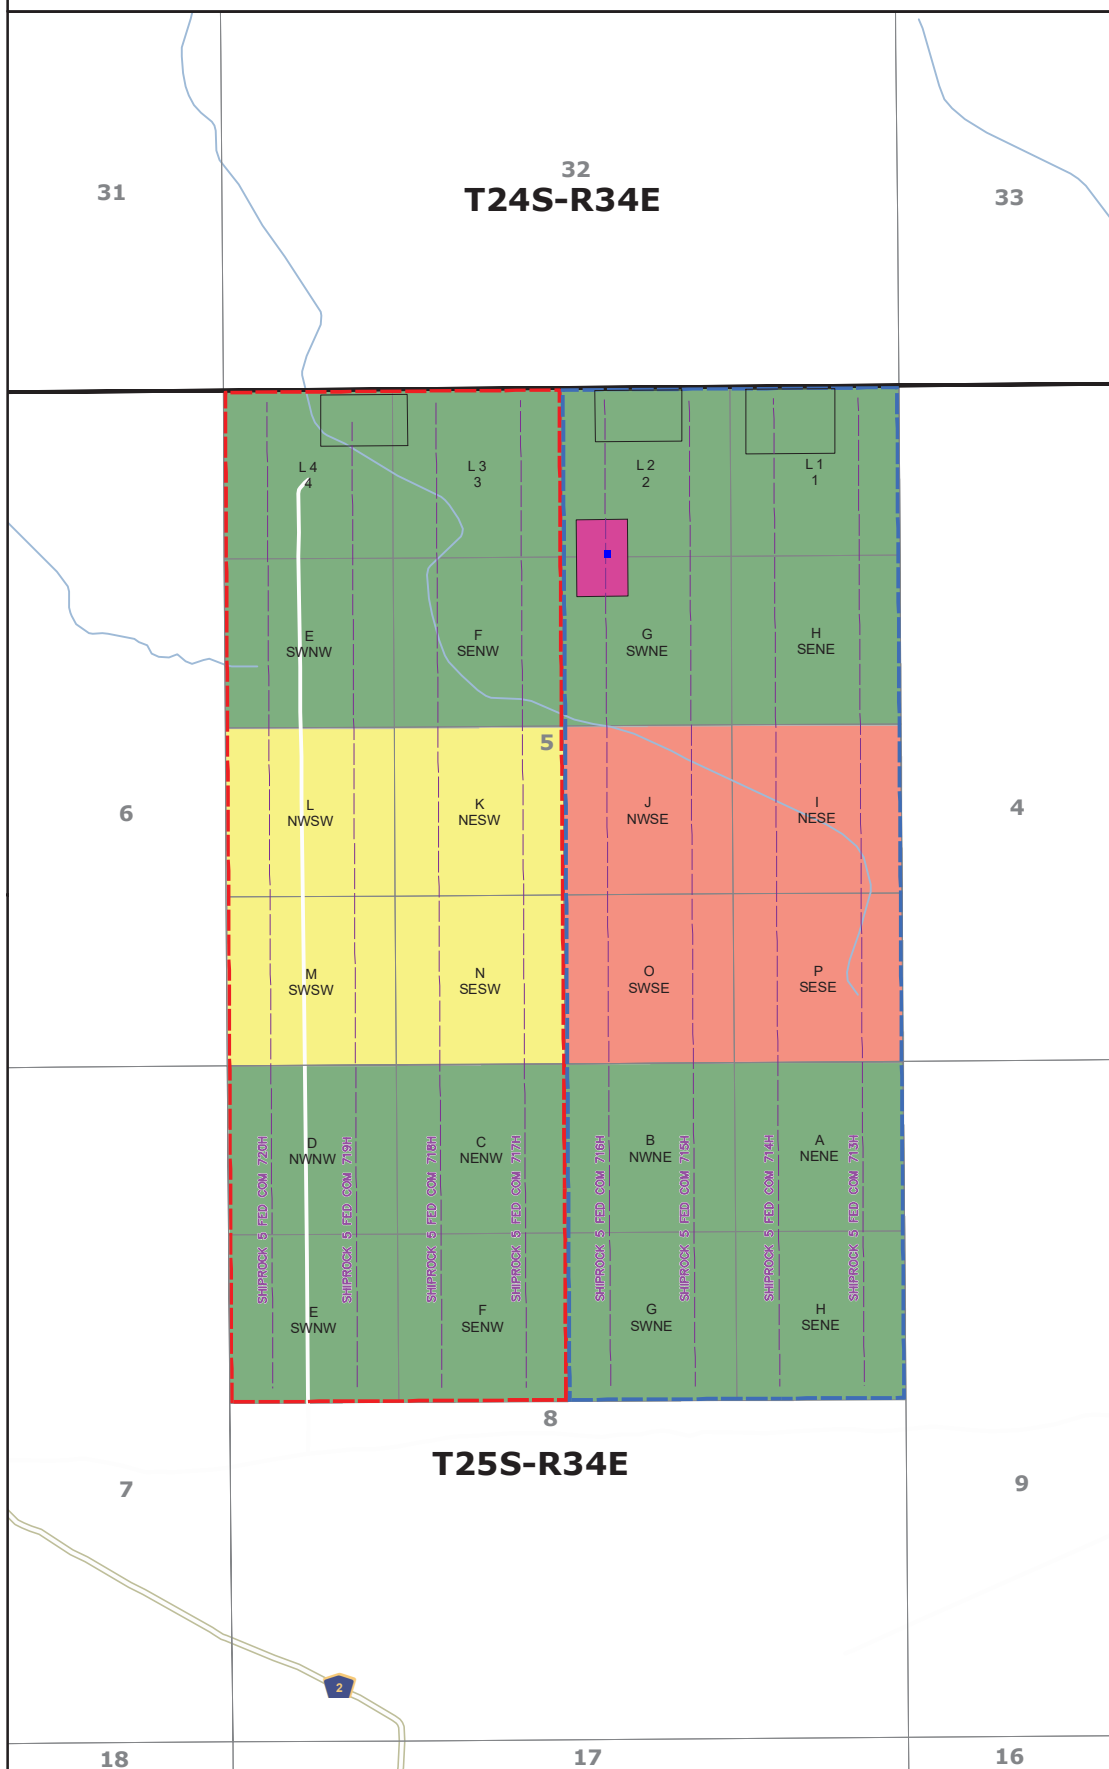 32
31
33
T24S-R34E
L 4
4
L 3
3
L 2
2
L 1
1
E
SWNW
F
SENW
G
SWNE
H
SENE
5
6
4
L
NWSW
K
NESW
J
NWSE
I
NESE
M
SWSW
N
SESW
O
SWSE
P
SESE
D
NWNW
C
NENW
B
NWNE
A
NENE
SHIPROCK 5 FED COM 720H
SHIPROCK 5 FED COM 719H
SHIPROCK 5 FED COM 718H
SHIPROCK 5 FED COM 717H
SHIPROCK 5 FED COM 716H
SHIPROCK 5 FED COM 715H
SHIPROCK 5 FED COM 714H
SHIPROCK 5 FED COM 713H
E
SWNW
F
SENW
G
SWNE
H
SENE
8
T25S-R34E
7
9
2
18
17
16